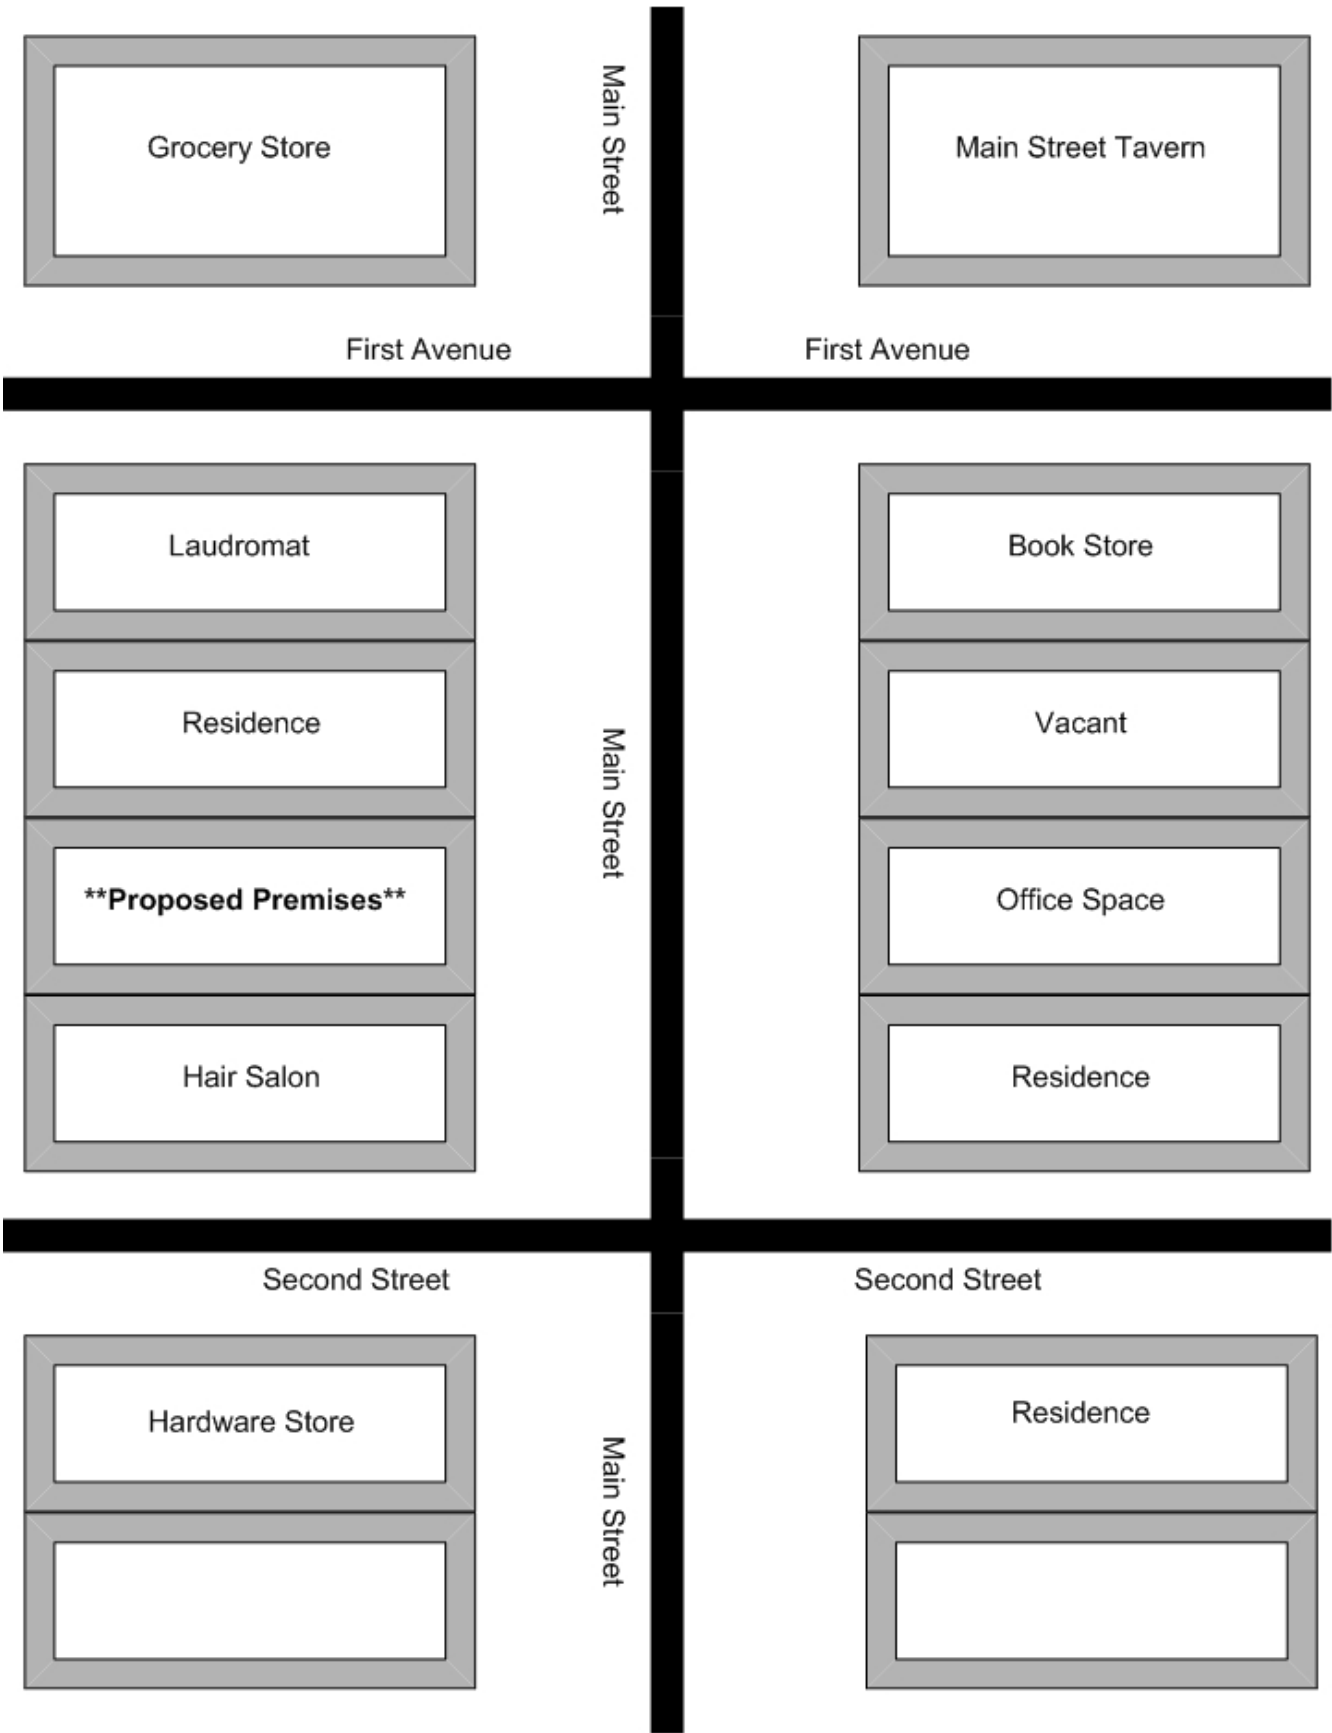 Grocery Store
Main Street
Main Street Tavern
First Avenue
First Avenue
Laudromat
Book Store
Residence
Vacant
Main Street
**Proposed Premises**
Office Space
Hair Salon
Residence
Second Street
Second Street
Hardware Store
Residence
Main Street